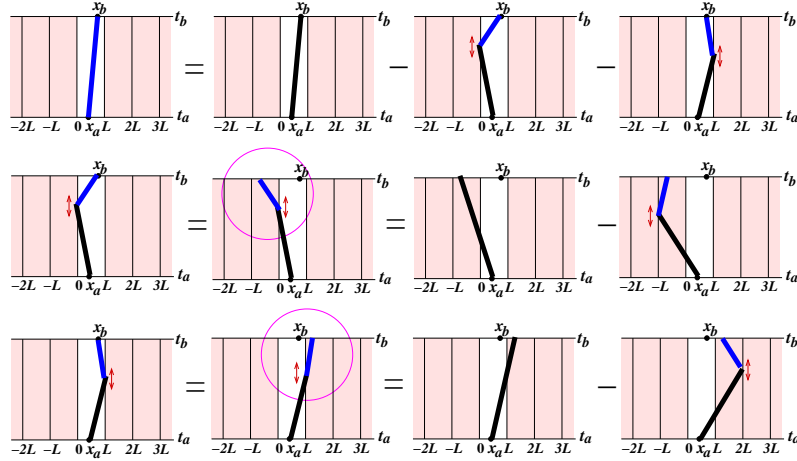 x_b t_b = x_b t_b − x_b t_b − x_b t_b
−2L −L 0 x_a L 2L 3L t_a −2L −L 0 x_a L 2L 3L t_a −2L −L 0 x_a L 2L 3L t_a −2L −L 0 x_a L 2L 3L t_a
x_b t_b = x_b t_b = x_b t_b − x_b t_b
−2L −L 0 x_a L 2L 3L t_a −2L −L 0 x_a L 2L 3L t_a −2L −L 0 x_a L 2L 3L t_a −2L −L 0 x_a L 2L 3L t_a
x_b t_b = x_b t_b = x_b t_b − x_b t_b
−2L −L 0 x_a L 2L 3L t_a −2L −L 0 x_a L 2L 3L t_a −2L −L 0 x_a L 2L 3L t_a −2L −L 0 x_a L 2L 3L t_a